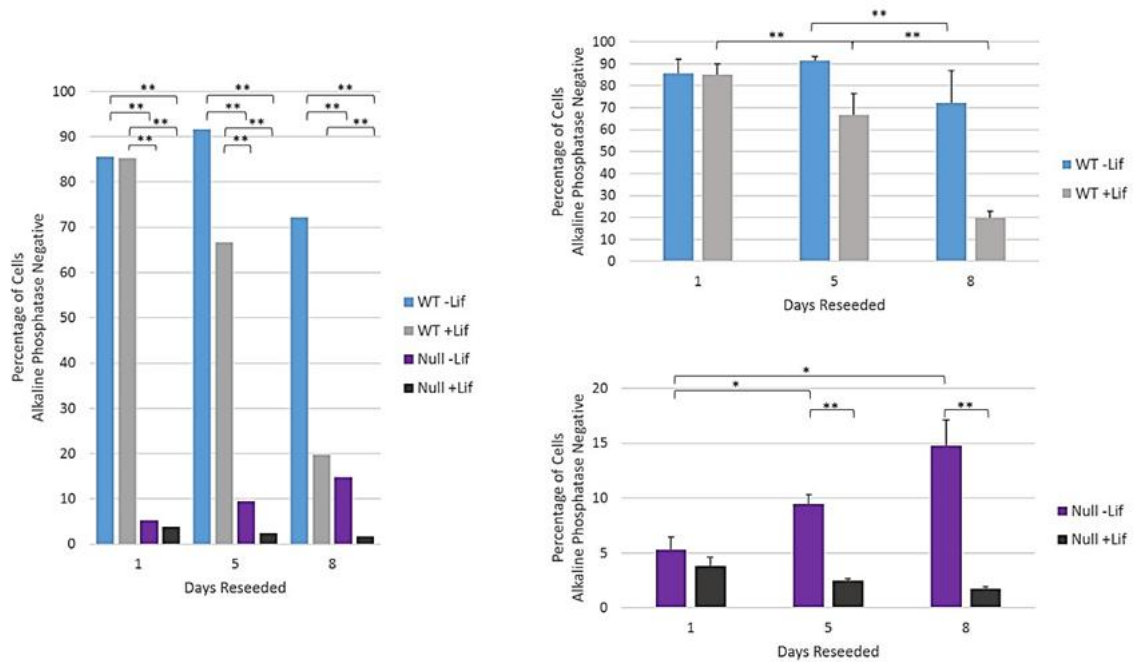 100
90
80
70
60
50
40
30
20
10
0
** ** **
** ** **
** ** **
** **
Percentage of Cells
Alkaline Phosphatase Negative
1 5 8
Days Reseeded
WT -Lif
WT +Lif
Null -Lif
Null +Lif
**
** **
100
90
80
70
60
50
40
30
20
10
0
Percentage of Cells
Alkaline Phosphatase Negative
1 5 8
Days Reseeded
WT -Lif
WT +Lif
*
*
** **
20
15
10
5
0
Percentage of Cells
Alkaline Phosphatase Negative
1 5 8
Days Reseeded
Null -Lif
Null +Lif